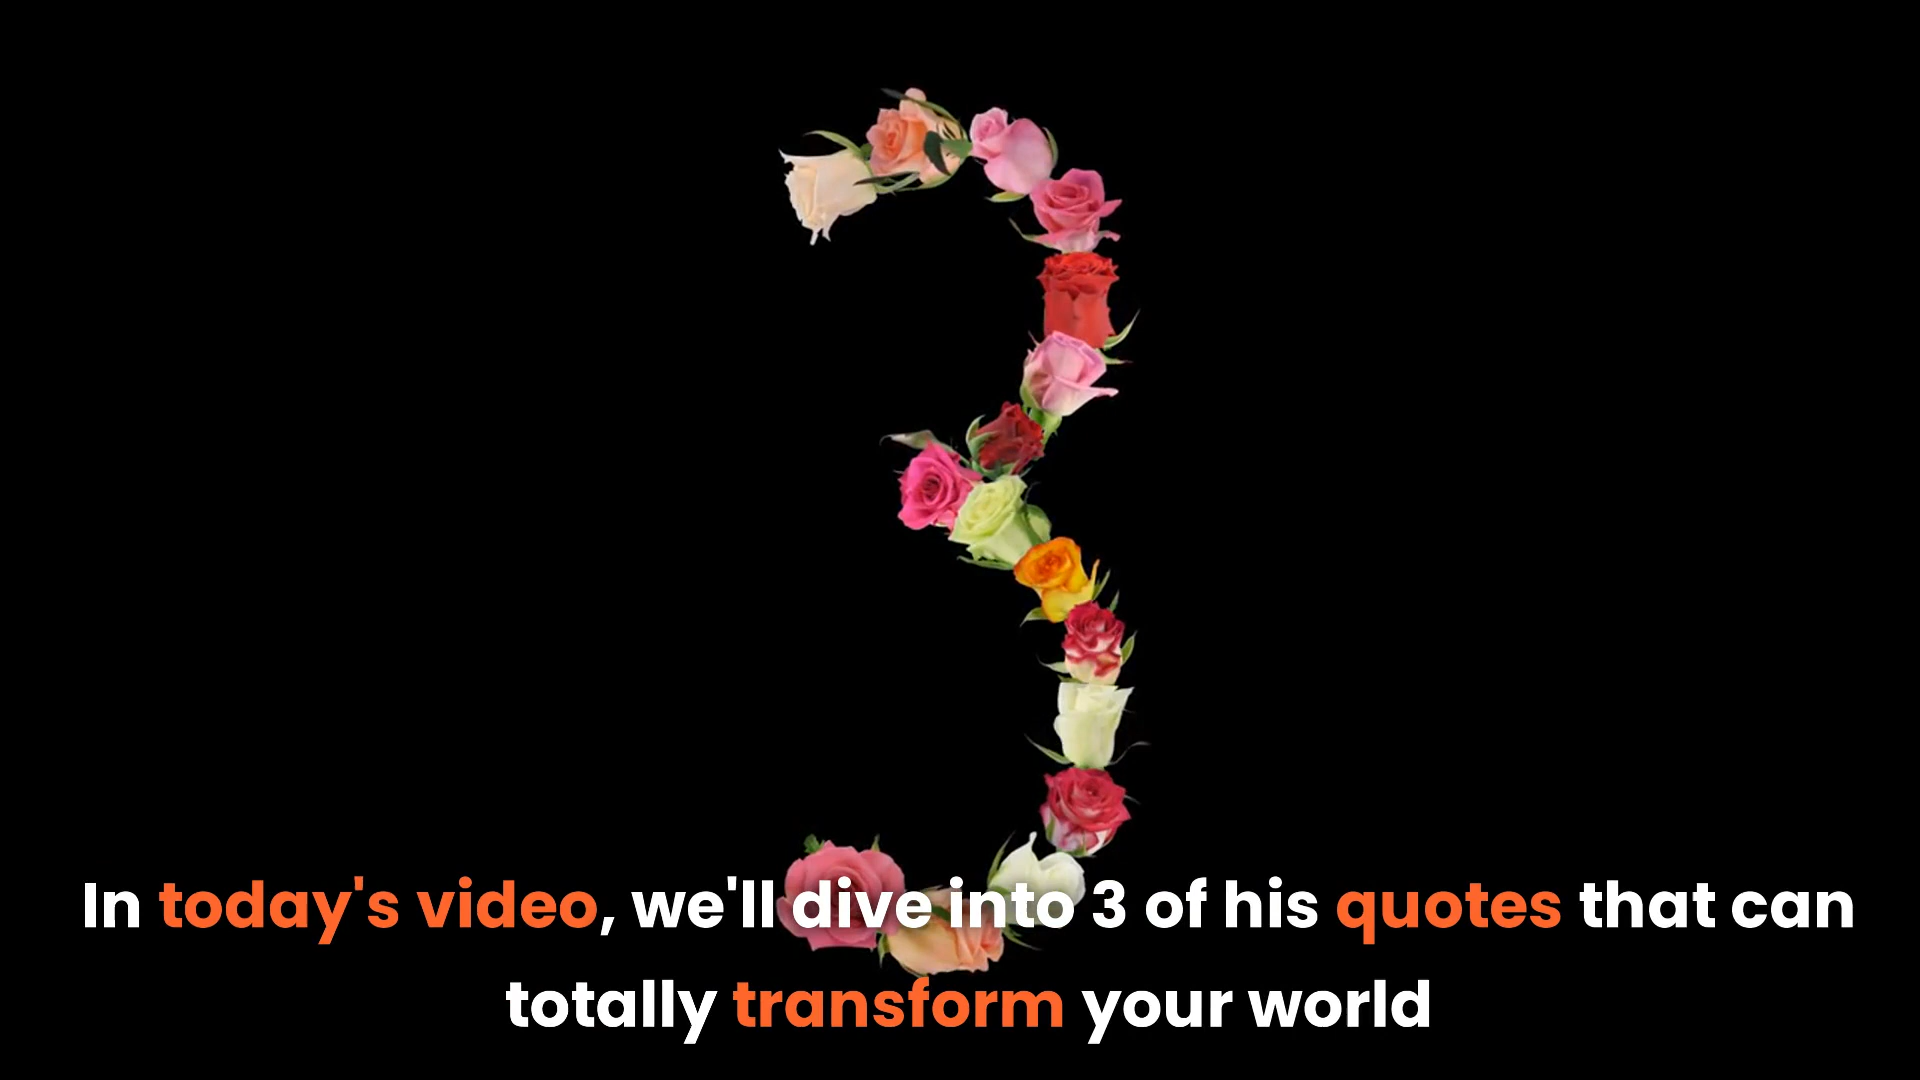 In today's video, we'll dive into 3 of his quotes that can
totally transform your world